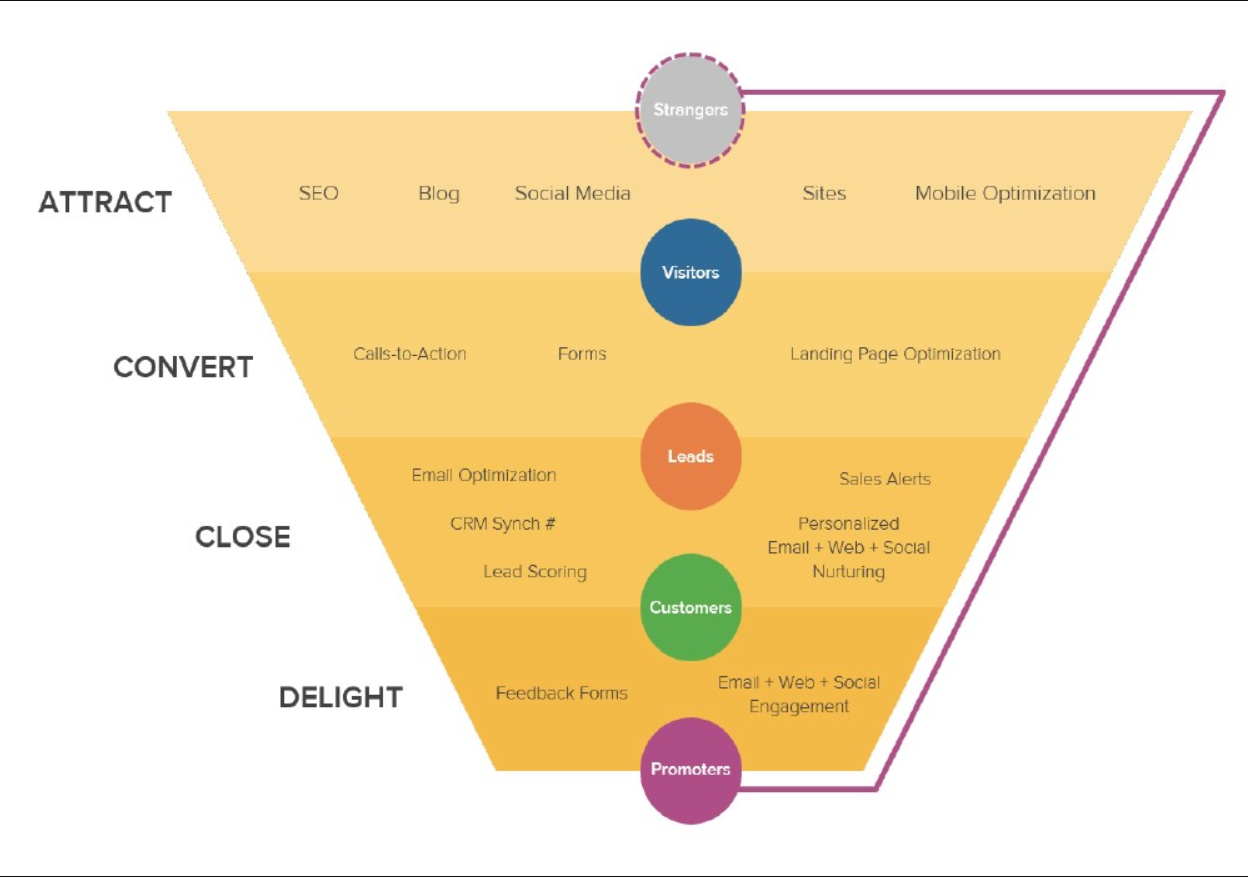 Strangers
ATTRACT
SEO
Blog
Social Media
Sites
Mobile Optimization
Visitors
CONVERT
Calls-to-Action
Forms
Landing Page Optimization
Leads
CLOSE
Email Optimization
CRM Synch #
Lead Scoring
Sales Alerts
Personalized
Email + Web + Social
Nurturing
Customers
DELIGHT
Feedback Forms
Email + Web + Social
Engagement
Promoters